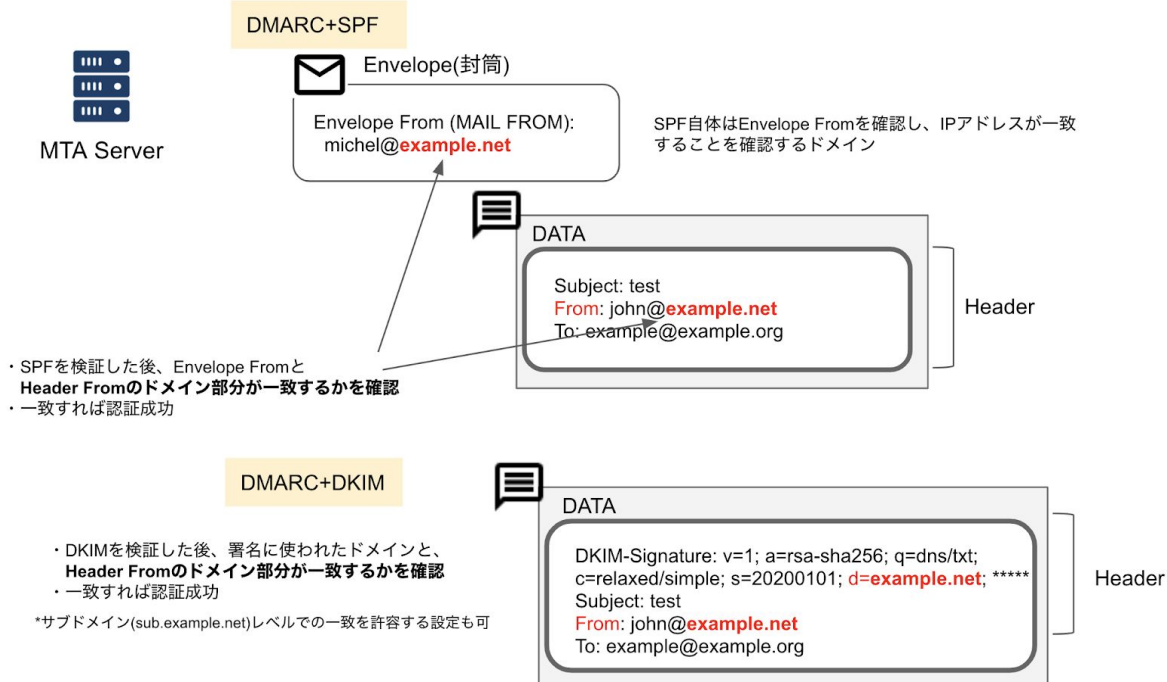 DMARC+SPF
MTA Server
Envelope(封筒)
Envelope From (MAIL FROM):
michel@example.net
SPF自体はEnvelope Fromを確認し、IPアドレスが一致
することを確認するドメイン
DATA
Subject: test
From: john@example.net
To: example@example.org
Header
・SPFを検証した後、Envelope Fromと
Header Fromのドメイン部分が一致するかを確認
・一致すれば認証成功
DMARC+DKIM
・DKIMを検証した後、署名に使われたドメインと、
Header Fromのドメイン部分が一致するかを確認
・一致すれば認証成功
*サブドメイン(sub.example.net)レベルでの一致を許容する設定も可
DATA
DKIM-Signature: v=1; a=rsa-sha256; q=dns/txt;
c=relaxed/simple; s=20200101; d=example.net; *****
Subject: test
From: john@example.net
To: example@example.org
Header